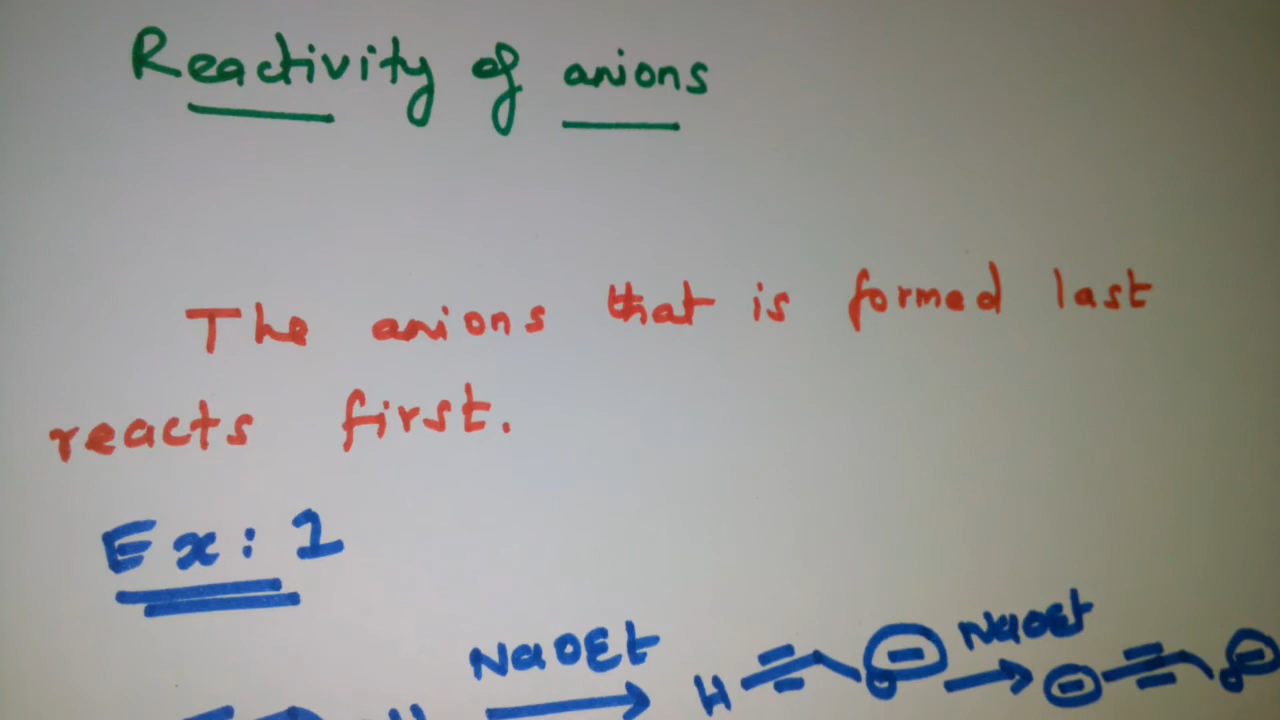 Reactivity of anions
The anions that is formed last
reacts first.
Ex: 1
NaOEt NaOEt
H